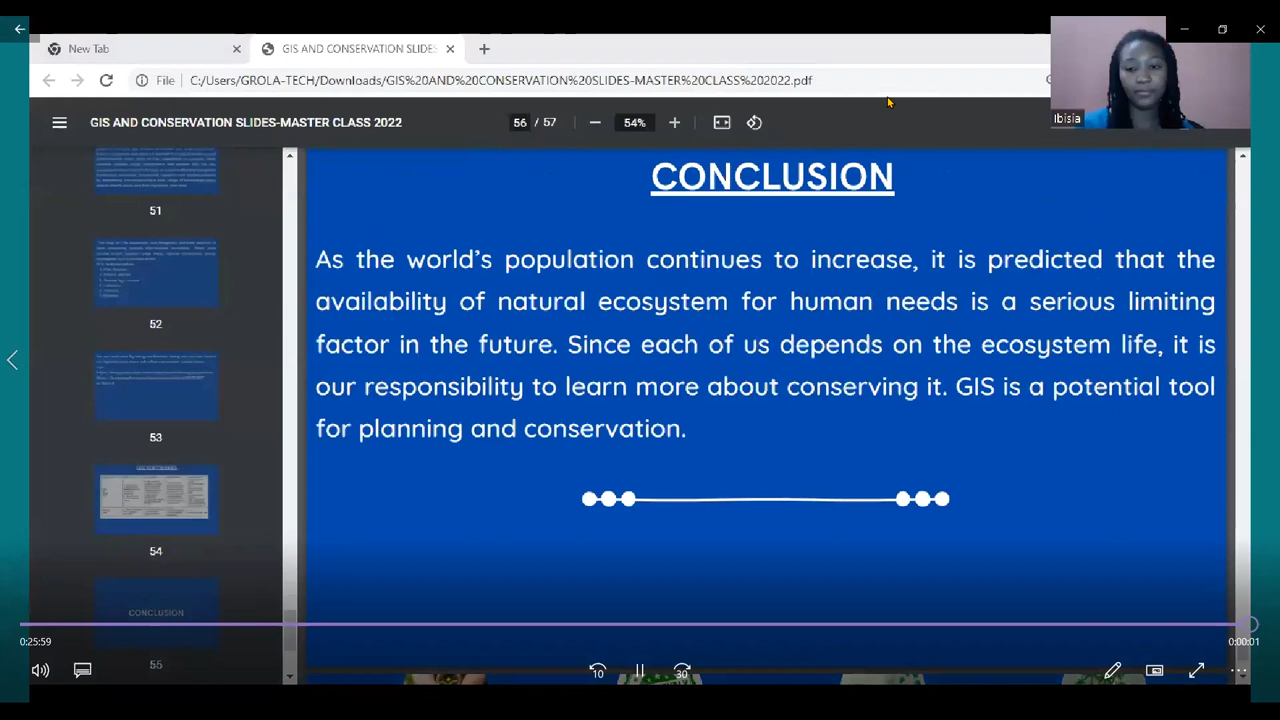 New Tab
GIS AND CONSERVATION SLIDES-
File
C:/Users/GROLA-TECH/Downloads/GIS%20AND%20CONSERVATION%20SLIDES-MASTER%20CLASS%202022.pdf
Ibisia
GIS AND CONSERVATION SLIDES-MASTER CLASS 2022
56 / 57
54%
51
52
53
54
CONCLUSION
55
CONCLUSION
As the world's population continues to increase, it is predicted that the
availability of natural ecosystem for human needs is a serious limiting
factor in the future. Since each of us depends on the ecosystem life, it is
our responsibility to learn more about conserving it. GIS is a potential tool
for planning and conservation.
0:25:59
0:00:01
10
30